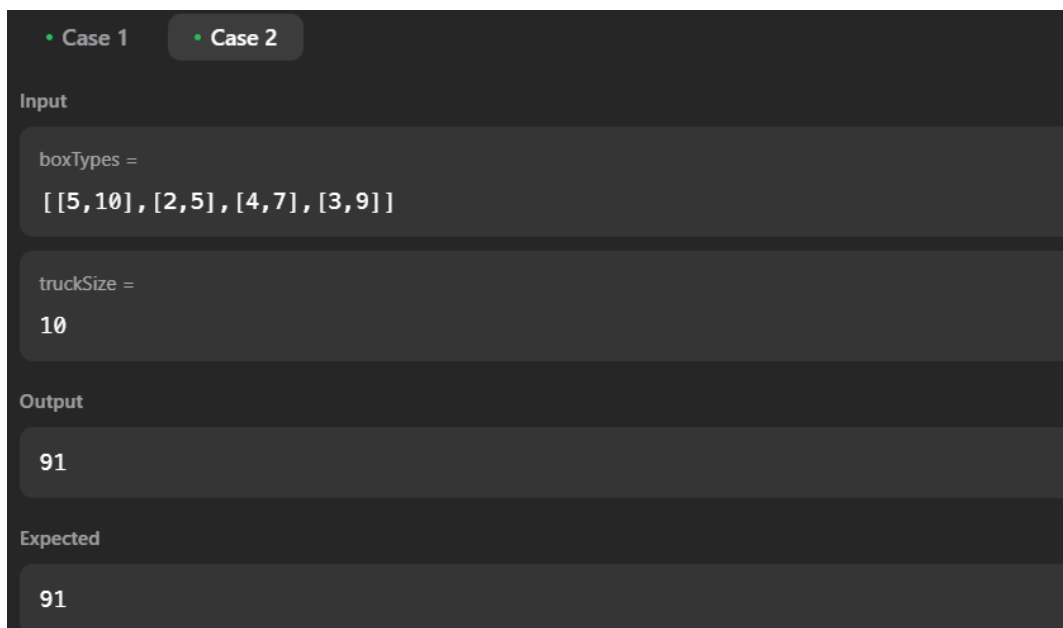 Case 1
Case 2
Input
boxTypes =
[[5,10],[2,5],[4,7],[3,9]]
truckSize =
10
Output
91
Expected
91